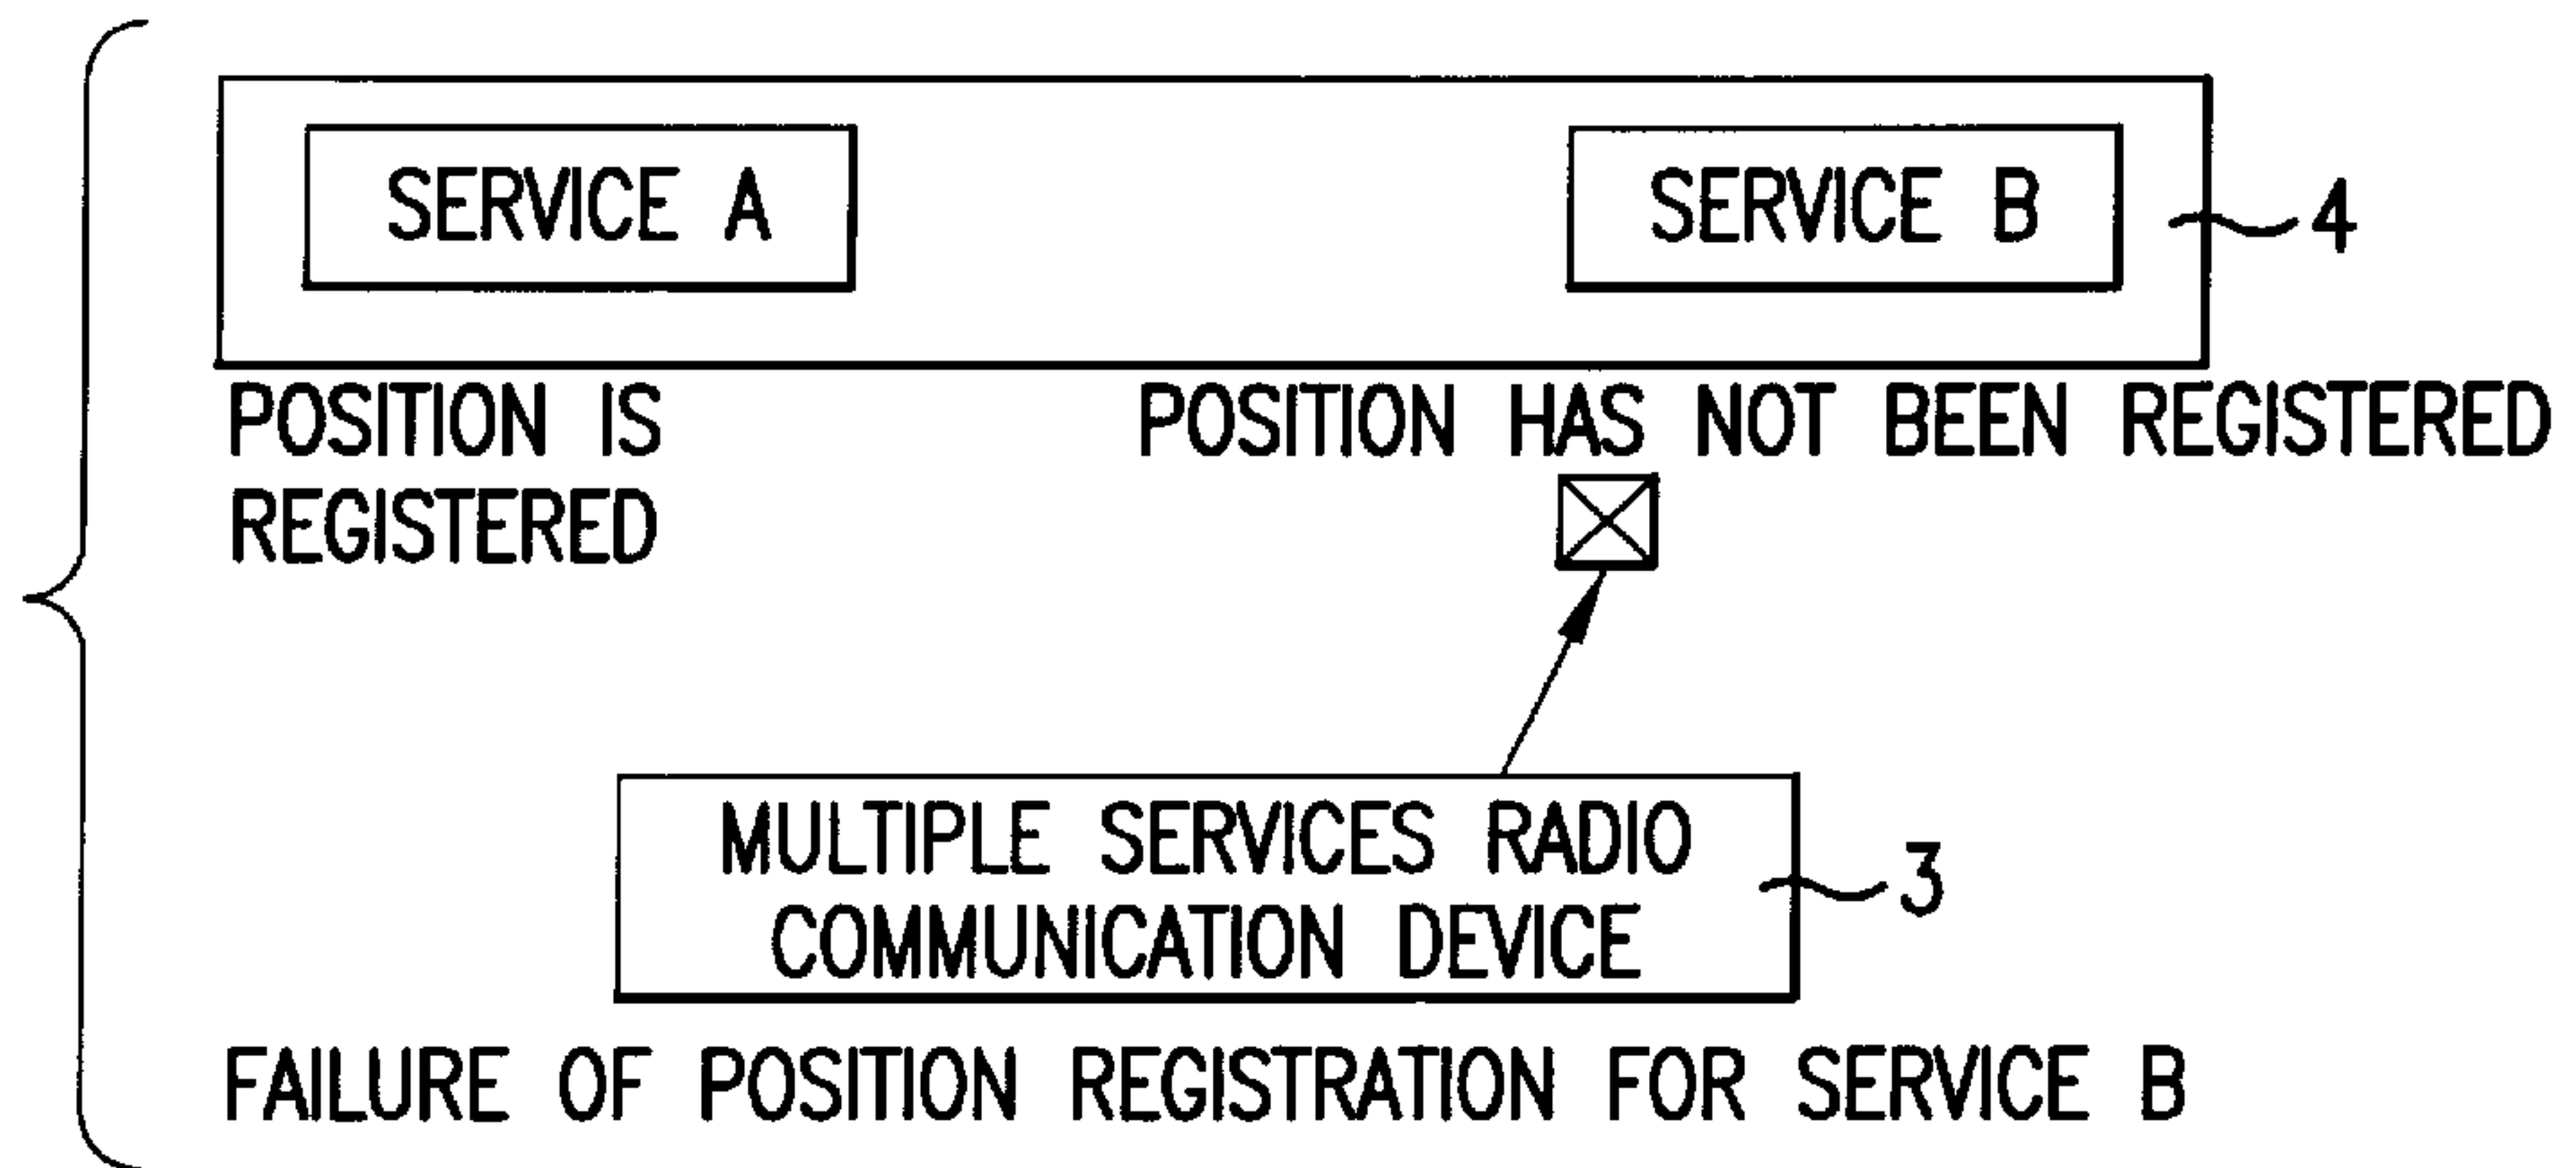 SERVICE A
SERVICE B
4
POSITION IS
REGISTERED
POSITION HAS NOT BEEN REGISTERED
MULTIPLE SERVICES RADIO
COMMUNICATION DEVICE
3
FAILURE OF POSITION REGISTRATION FOR SERVICE B